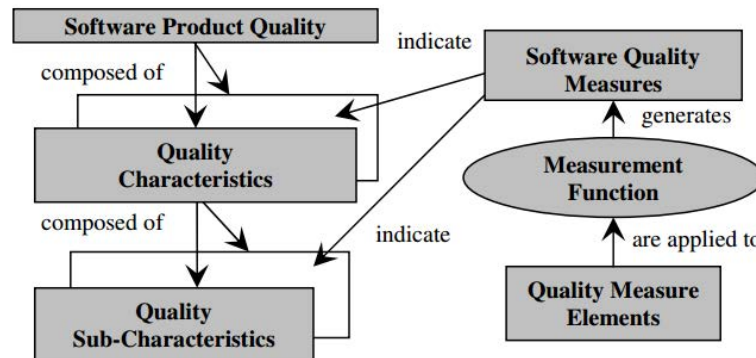 Software Product Quality
indicate
Software Quality
Measures
composed of
generates
Quality
Characteristics
Measurement
Function
composed of
indicate
are applied to
Quality
Sub-Characteristics
Quality Measure
Elements